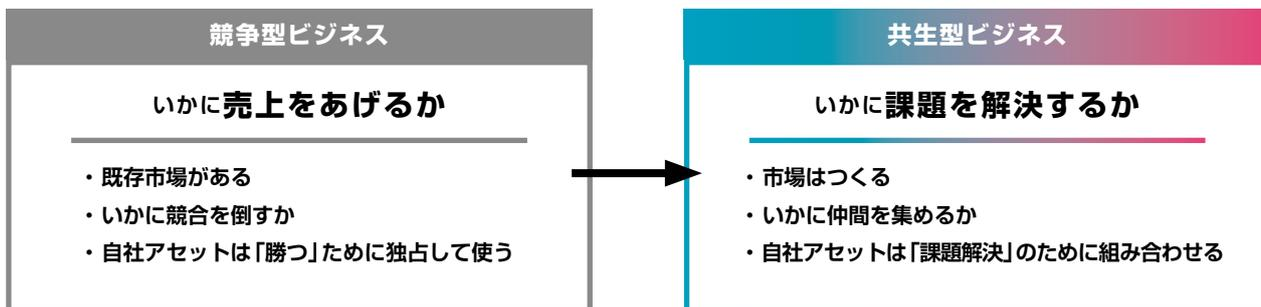 競争型ビジネス
いかに売上をあげるか
・既存市場がある
・いかに競合を倒すか
・自社アセットは「勝つ」ために独占して使う
共生型ビジネス
いかに課題を解決するか
・市場はつくる
・いかに仲間を集めるか
・自社アセットは「課題解決」のために組み合わせる